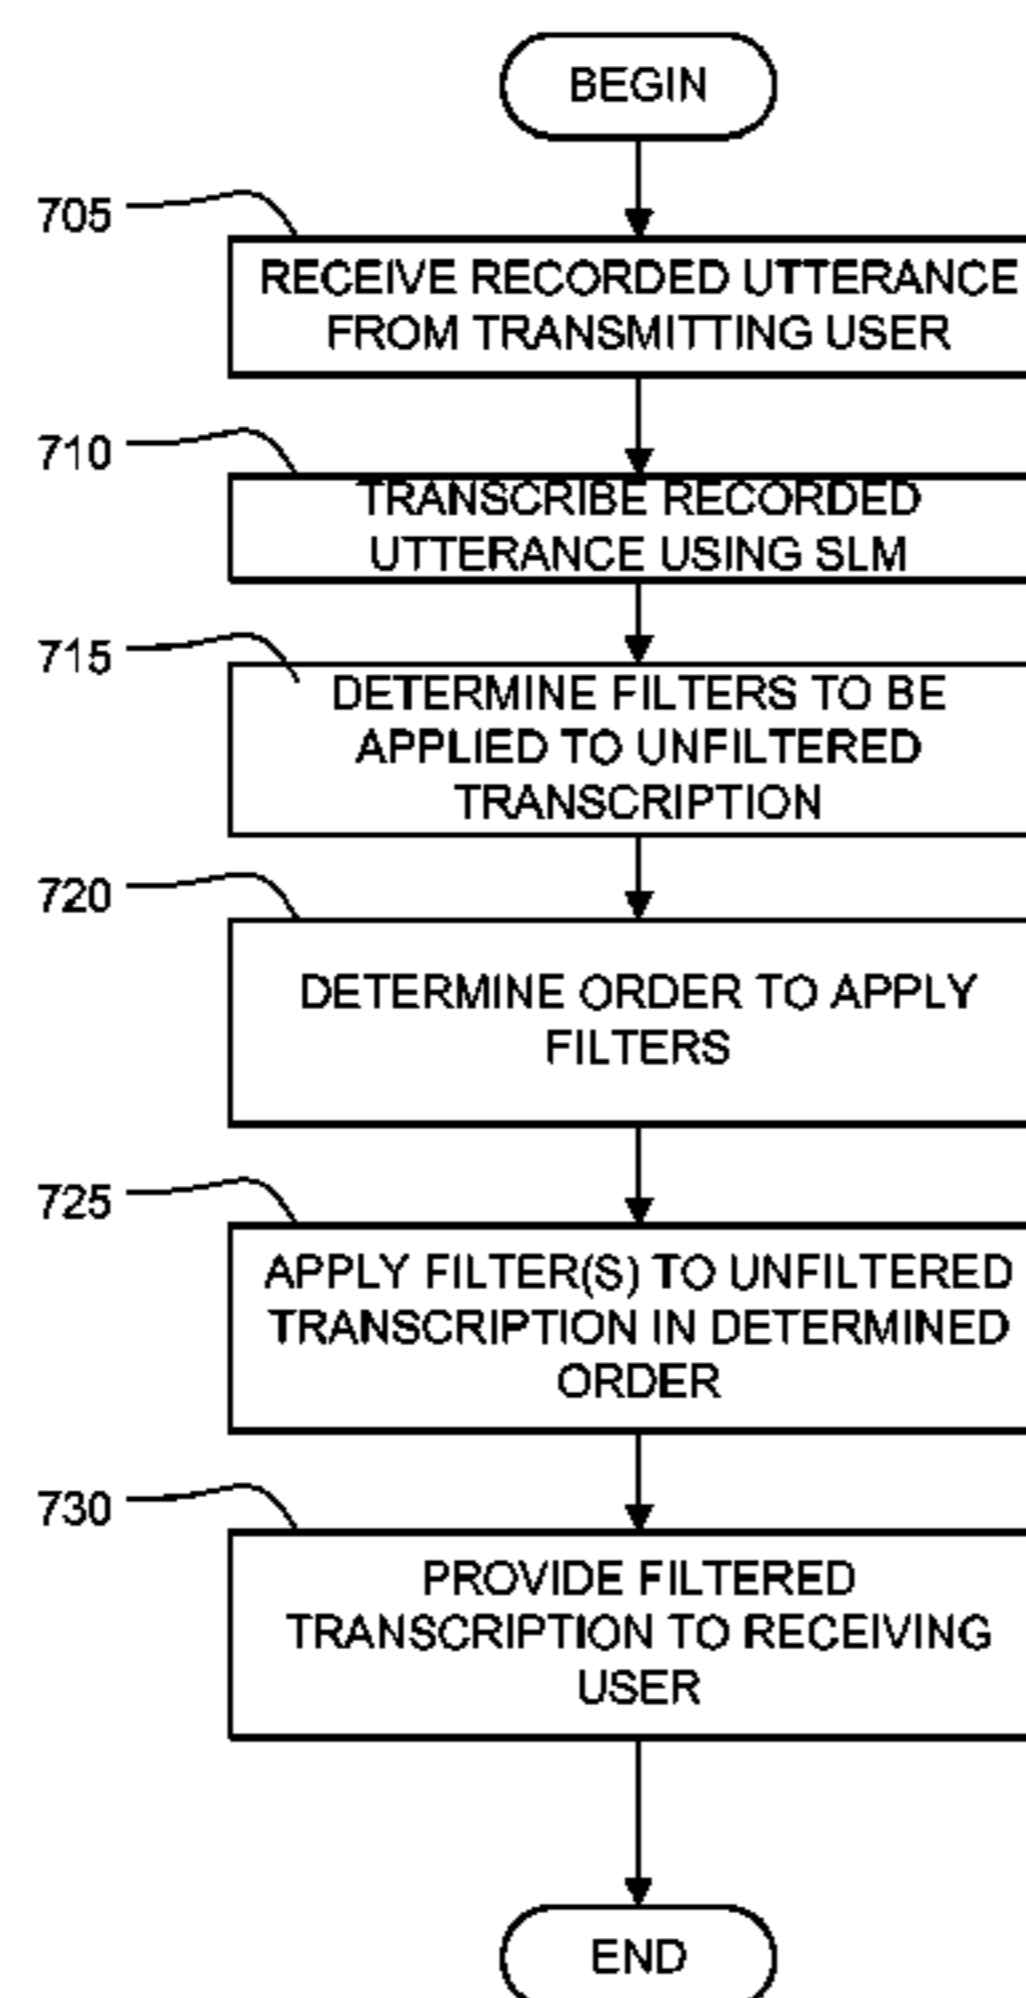 BEGIN
705
RECEIVE RECORDED UTTERANCE
FROM TRANSMITTING USER
710
TRANSCRIBE RECORDED
UTTERANCE USING SLM
715
DETERMINE FILTERS TO BE
APPLIED TO UNFILTERED
TRANSCRIPTION
720
DETERMINE ORDER TO APPLY
FILTERS
725
APPLY FILTER(S) TO UNFILTERED
TRANSCRIPTION IN DETERMINED
ORDER
730
PROVIDE FILTERED
TRANSCRIPTION TO RECEIVING
USER
END